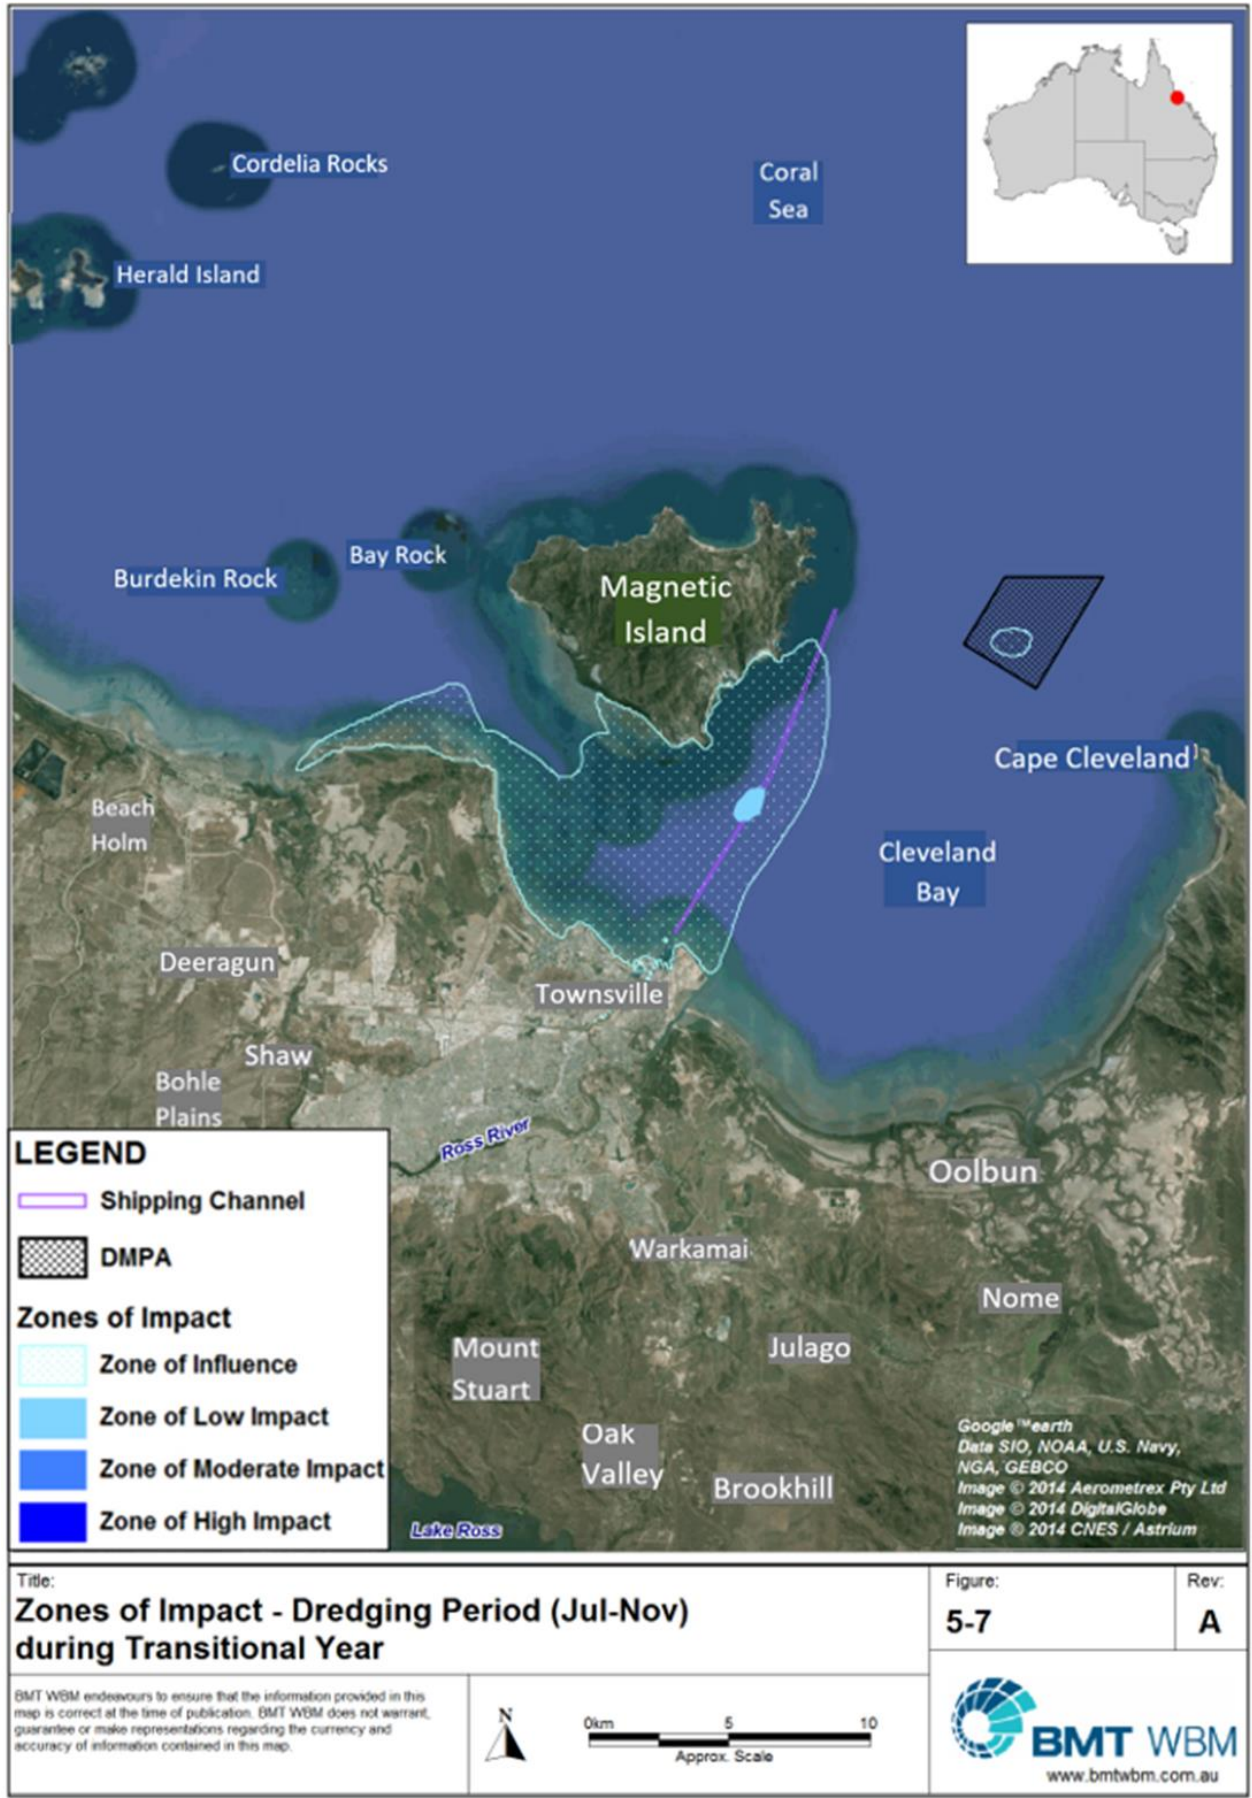 Cordelia Rocks
Coral
Sea
Herald Island
Bay Rock
Burdekin Rock
Magnetic
Island
Cape Cleveland
Beach
Holm
Cleveland
Bay
Deeragun
Townsville
Shaw
Bohle
Plains
Ross River
Oolbun
Warkamai
Nome
Mount
Stuart
Julago
Oak
Valley
Brookhill
Lake Ross
Google™earth
Data SIO, NOAA, U.S. Navy,
NGA, GEBCO
Image © 2014 Aerometrex Pty Ltd
Image © 2014 DigitalGlobe
Image © 2014 CNES / Astrium
LEGEND
Shipping Channel
DMPA
Zones of Impact
Zone of Influence
Zone of Low Impact
Zone of Moderate Impact
Zone of High Impact
Title:
Zones of Impact - Dredging Period (Jul-Nov)
during Transitional Year
Figure:
5-7
Rev:
A
BMT WBM endeavours to ensure that the information provided in this
map is correct at the time of publication. BMT WBM does not warrant,
guarantee or make representations regarding the currency and
accuracy of information contained in this map.
N
0km 5 10
Approx. Scale
BMT WBM
www.bmtwbm.com.au